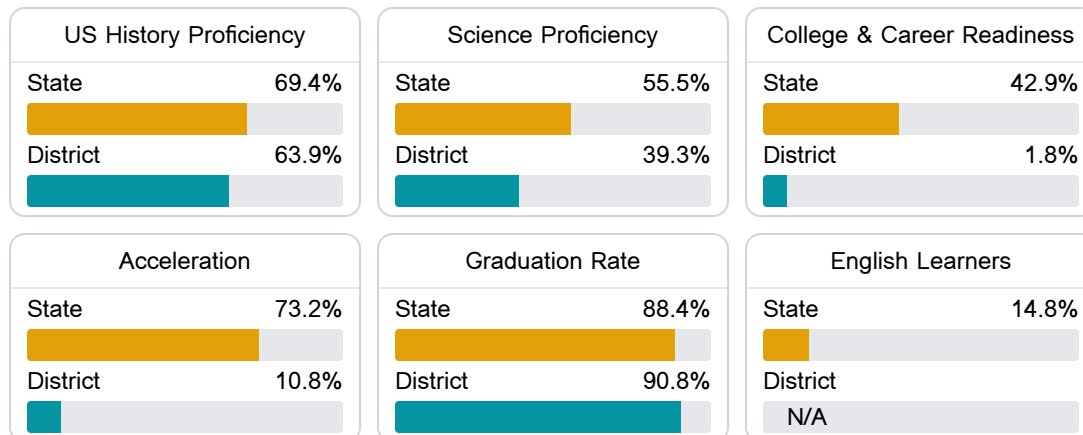 US History Proficiency
State 69.4%
District 63.9%
Science Proficiency
State 55.5%
District 39.3%
College & Career Readiness
State 42.9%
District 1.8%
Acceleration
State 73.2%
District 10.8%
Graduation Rate
State 88.4%
District 90.8%
English Learners
State 14.8%
District
N/A